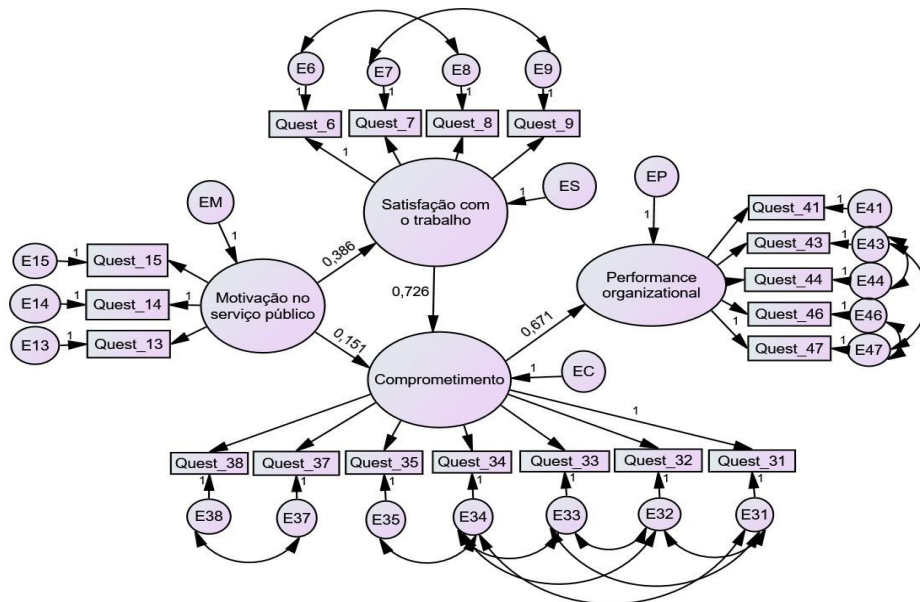 E6
E7
E8
E9
1
1
1
1
Quest_6
Quest_7
Quest_8
Quest_9
1
EM
1
Satisfação com
o trabalho
1
ES
EP
1
0,386
0,726
E15
1
Quest_15
E14
1
Quest_14
1
E13
1
Quest_13
Motivação no
serviço público
0,151
Performance
organizational
0,671
Quest_41
1
E41
Quest_43
1
E43
Quest_44
1
E44
Quest_46
1
E46
1
Quest_47
1
E47
Comprometimento
1
EC
1
Quest_38
Quest_37
Quest_35
Quest_34
Quest_33
Quest_32
Quest_31
1
1
1
1
1
1
1
E38
E37
E35
E34
E33
E32
E31